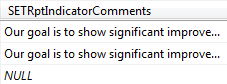 SETRptIndicatorComments
Our goal is to show significant improve...
Our goal is to show significant improve...
NULL